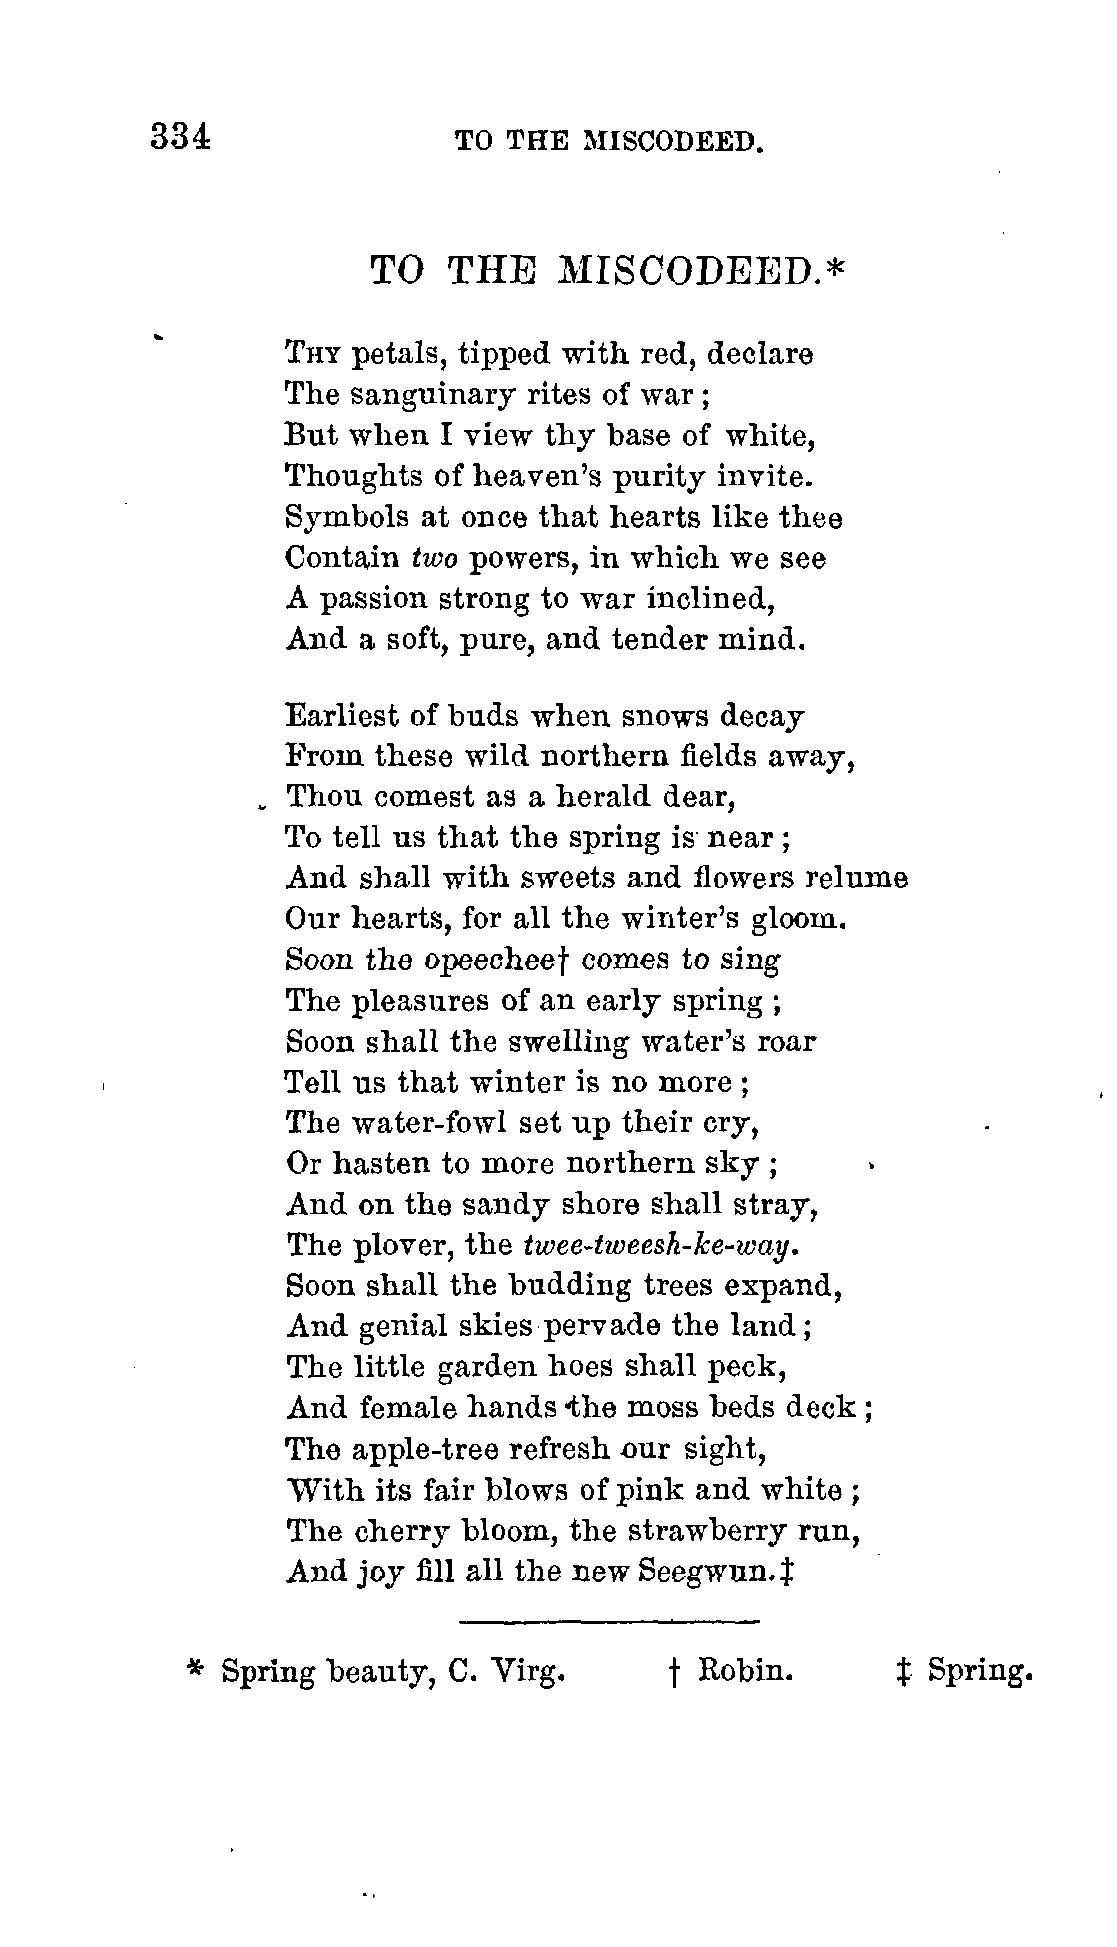 334 TO THE MISCODEED.
TO THE MISCODEED.*
THY petals, tipped with red, declare
The sanguinary rites of war ;
But when I view thy base of white,
Thoughts of heaven's purity invite.
Symbols at once that hearts like thee
Contain two powers, in which we see
A passion strong to war inclined,
And a soft, pure, and tender mind.
Earliest of buds when snows decay
From these wild northern fields away,
Thou comest as a herald dear,
To tell us that the spring is near ;
And shall with sweets and flowers relume
Our hearts, for all the winter's gloom.
Soon the opeechee† comes to sing
The pleasures of an early spring ;
Soon shall the swelling water's roar
Tell us that winter is no more ;
The water-fowl set up their cry,
Or hasten to more northern sky ;
And on the sandy shore shall stray,
The plover, the twee-tweesh-ke-way.
Soon shall the budding trees expand,
And genial skies pervade the land ;
The little garden hoes shall peck,
And female hands the moss beds deck ;
The apple-tree refresh our sight,
With its fair blows of pink and white ;
The cherry bloom, the strawberry run,
And joy fill all the new Seegwun.‡
* Spring beauty, C. Virg. † Robin. ‡ Spring.